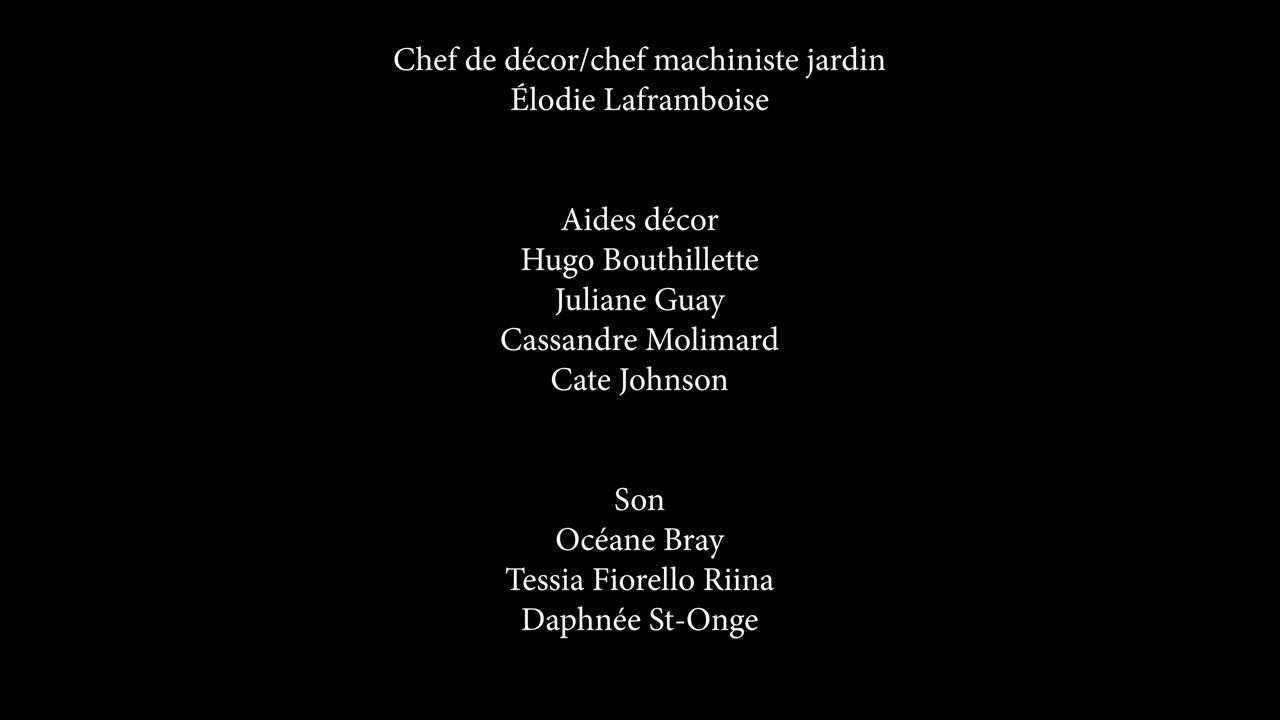 Chef de décor/chef machiniste jardin
Élodie Laframboise
Aides décor
Hugo Bouthillette
Juliane Guay
Cassandre Molimard
Cate Johnson
Son
Océane Bray
Tessia Fiorello Riina
Daphnée St-Onge